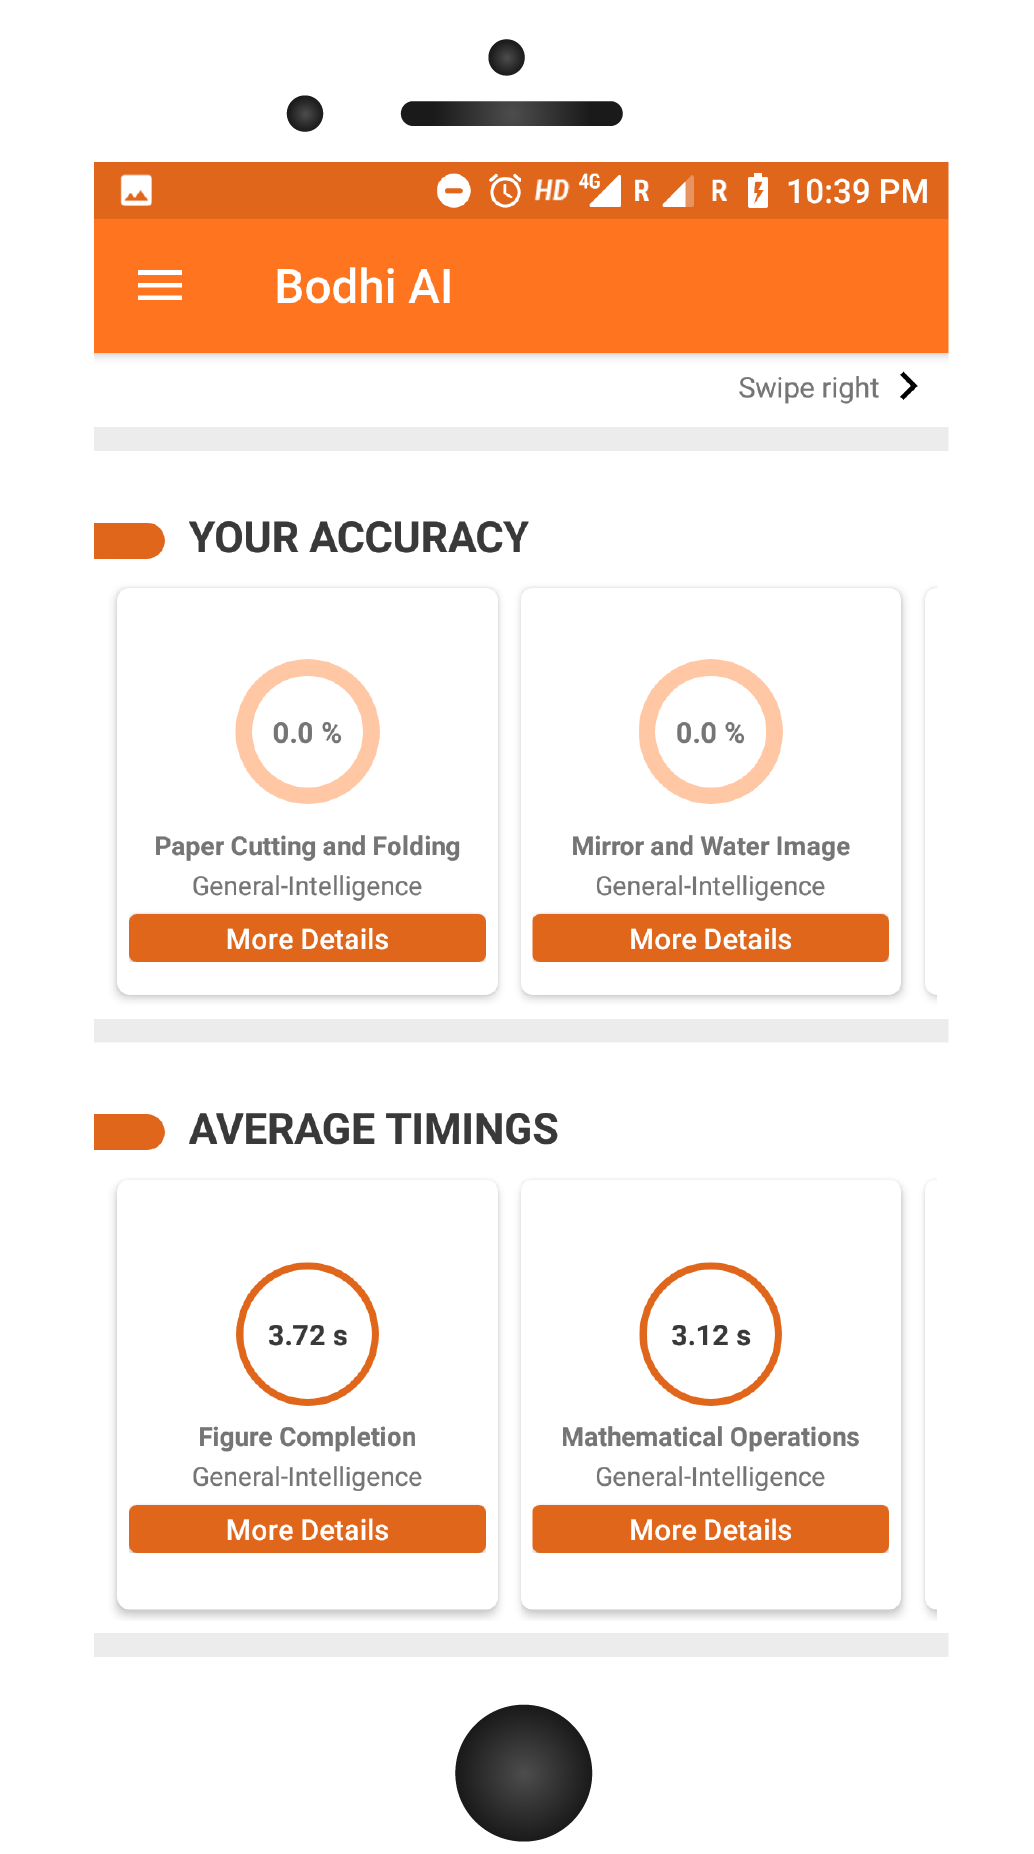 HD 4G R R 10:39 PM
Bodhi AI
Swipe right
YOUR ACCURACY
0.0 % 0.0 %
Paper Cutting and Folding Mirror and Water Image
General-Intelligence General-Intelligence
More Details More Details
AVERAGE TIMINGS
3.72 s 3.12 s
Figure Completion Mathematical Operations
General-Intelligence General-Intelligence
More Details More Details